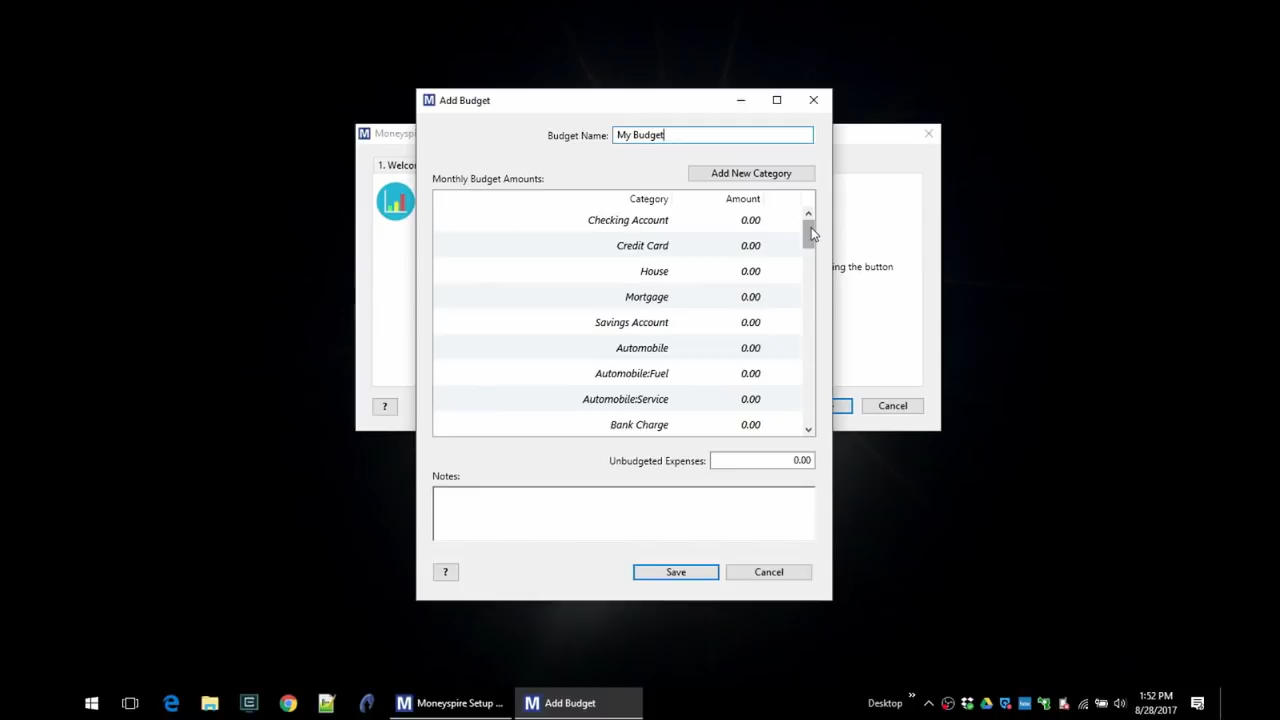 M Add Budget
Budget Name: My Budget
M Moneyspi
1. Welco
Add New Category
Monthly Budget Amounts:
Category Amount
Checking Account 0.00
Credit Card 0.00
ing the button
House 0.00
Mortgage 0.00
Savings Account 0.00
Automobile 0.00
Automobile:Fuel 0.00
Automobile:Service 0.00
? Cancel
Bank Charge 0.00
Unbudgeted Expenses: 0.00
Notes:
? Save Cancel
M Moneyspire Setup ... M Add Budget Desktop 1:52 PM
8/28/2017